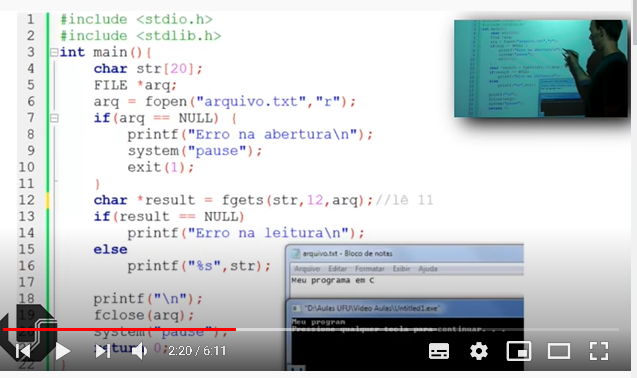 1 #include <stdio.h>
2 #include <stdlib.h>
3 int main(){
4 char str[20];
5 FILE *arq;
6 arq = fopen("arquivo.txt","r");
7 if(arq == NULL) {
8 printf("Erro na abertura\n");
9 system("pause");
10 exit(1);
11 }
12 char *result = fgets(str,12,arq);//lê 11
13 if(result == NULL)
14 printf("Erro na leitura\n");
15 else
16 printf("%s",str);
17
18 printf("\n");
19 fclose(arq);
system("pause");
return 0;
22 }
arquivo.txt - Bloco de notas
Arquivo Editar Formatar Exibir Ajuda
Meu programa em C
"D:\Aulas UFU\Video Aulas\Untitled1.exe"
Meu program
Pressione qualquer tecla para continuar. . .
2:20 / 6:11